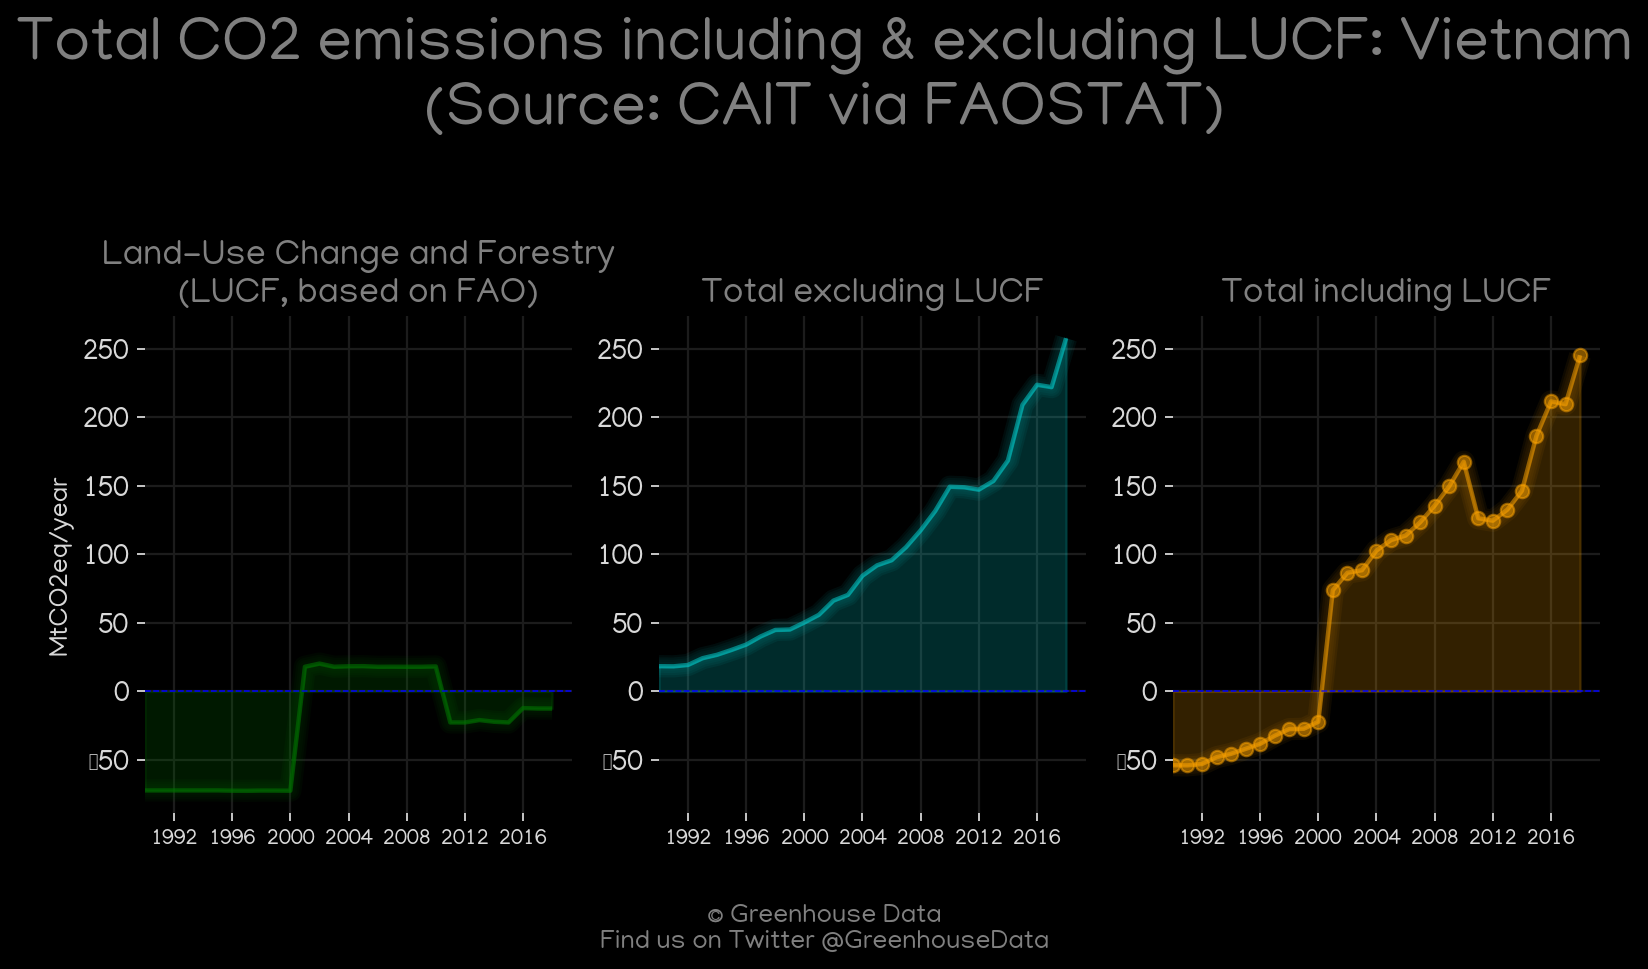 Total CO2 emissions including & excluding LUCF: Vietnam
(Source: CAIT via FAOSTAT)
Land-Use Change and Forestry
(LUCF, based on FAO)
MtCO2eq/year
250
200
150
100
50
0
▯50
1992 1996 2000 2004 2008 2012 2016
Total excluding LUCF
250
200
150
100
50
0
▯50
1992 1996 2000 2004 2008 2012 2016
Total including LUCF
250
200
150
100
50
0
▯50
1992 1996 2000 2004 2008 2012 2016
© Greenhouse Data
Find us on Twitter @GreenhouseData